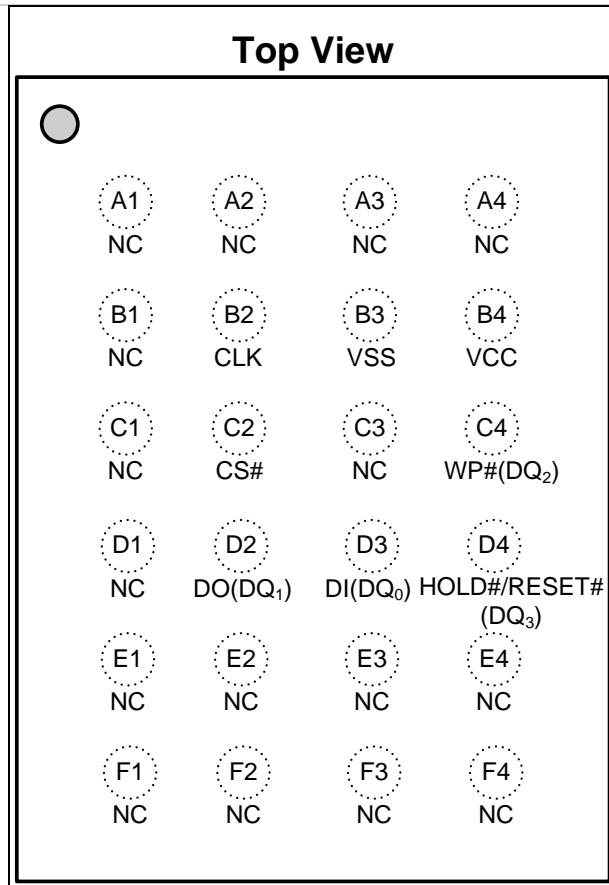 Top View
A1 A2 A3 A4
NC NC NC NC
B1 B2 B3 B4
NC CLK VSS VCC
C1 C2 C3 C4
NC CS# NC WP#(DQ₂)
D1 D2 D3 D4
NC DO(DQ₁) DI(DQ₀) HOLD#/RESET#
(DQ₃)
E1 E2 E3 E4
NC NC NC NC
F1 F2 F3 F4
NC NC NC NC